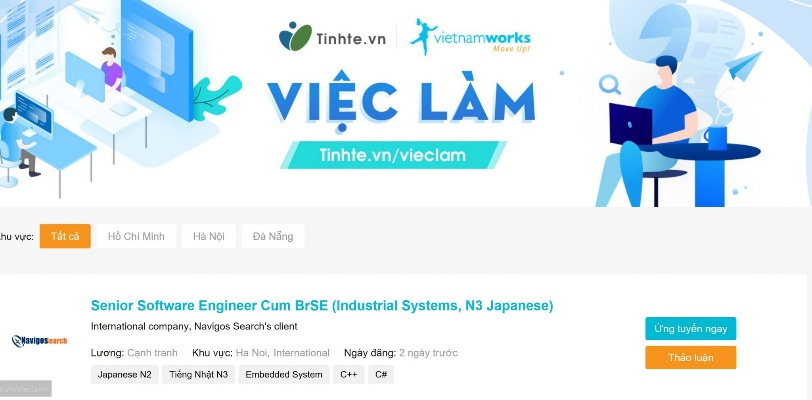 Tinhte.vn
vietnamworks
Move Up!
VIỆC LÀM
Tinhte.vn/vieclam
hu vực: Tất cả Hồ Chí Minh Hà Nội Đà Nẵng
Senior Software Engineer Cum BrSE (Industrial Systems, N3 Japanese)
International company, Navigos Search's client
Ứng tuyển ngay
NavigosSearch
Lương: Cạnh tranh Khu vực: Ha Noi, International Ngày đăng: 2 ngày trước
Thảo luận
Japanese N2 Tiếng Nhật N3 Embedded System C++ C#